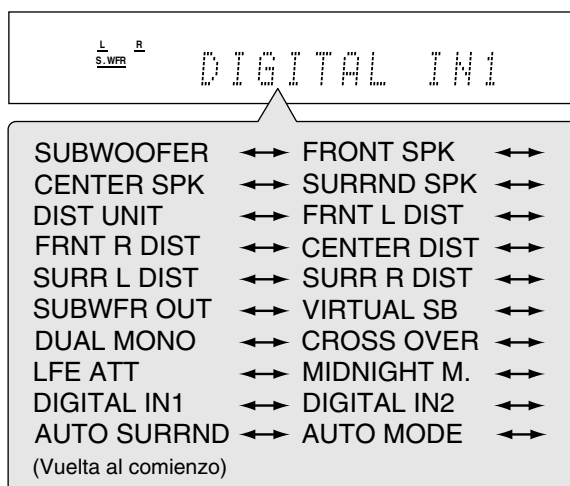 L R
S.WFR
DIGITAL IN1
SUBWOOFER ↔ FRONT SPK ↔
CENTER SPK ↔ SURRND SPK ↔
DIST UNIT ↔ FRNT L DIST ↔
FRNT R DIST ↔ CENTER DIST ↔
SURR L DIST ↔ SURR R DIST ↔
SUBWFR OUT ↔ VIRTUAL SB ↔
DUAL MONO ↔ CROSS OVER ↔
LFE ATT ↔ MIDNIGHT M. ↔
DIGITAL IN1 ↔ DIGITAL IN2 ↔
AUTO SURRND ↔ AUTO MODE ↔
(Vuelta al comienzo)